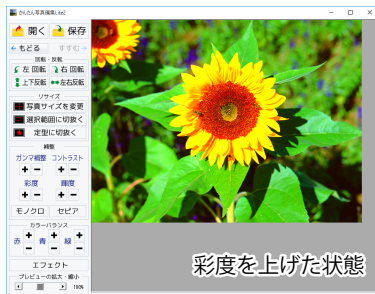 かんたん写真編集Lite2
開く 保存
もどる すすむ
回転・反転
左 回転 右 回転
上下反転 左右反転
リサイズ
写真サイズを変更
選択範囲に切抜く
定型に切抜く
補整
ガンマ補整 コントラスト
+ - + -
彩度 輝度
+ - + -
モノクロ セピア
カラーバランス
赤 + - 青 + - 緑 + -
エフェクト
プレビューの拡大・縮小
100%
彩度を上げた状態